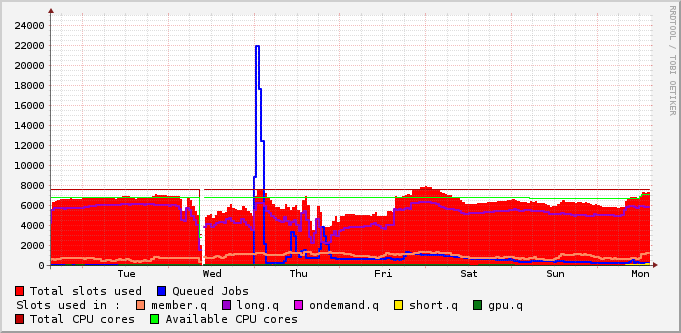 RRDTOOL / TOBI OETIKER
24000
22000
20000
18000
16000
14000
12000
10000
8000
6000
4000
2000
0
Tue Wed Thu Fri Sat Sun Mon
Total slots used Queued Jobs
Slots used in : member.q long.q ondemand.q short.q gpu.q
Total CPU cores Available CPU cores